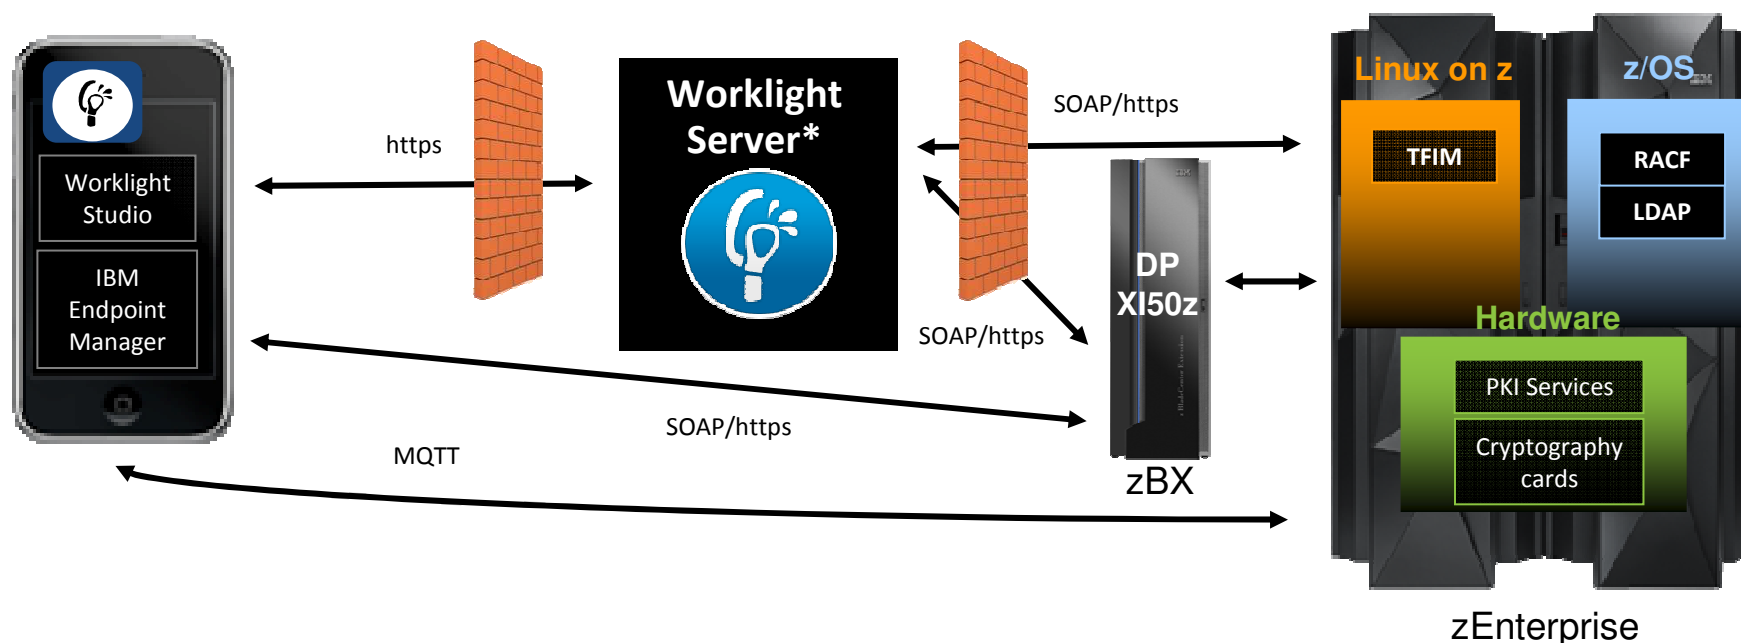 Worklight
Studio
IBM
Endpoint
Manager
https
Worklight
Server*
SOAP/https
SOAP/https
SOAP/https
MQTT
IBM
DP
XI50z
zBX
Linux on z
z/OS
TFIM
RACF
LDAP
Hardware
PKI Services
Cryptography
cards
zEnterprise